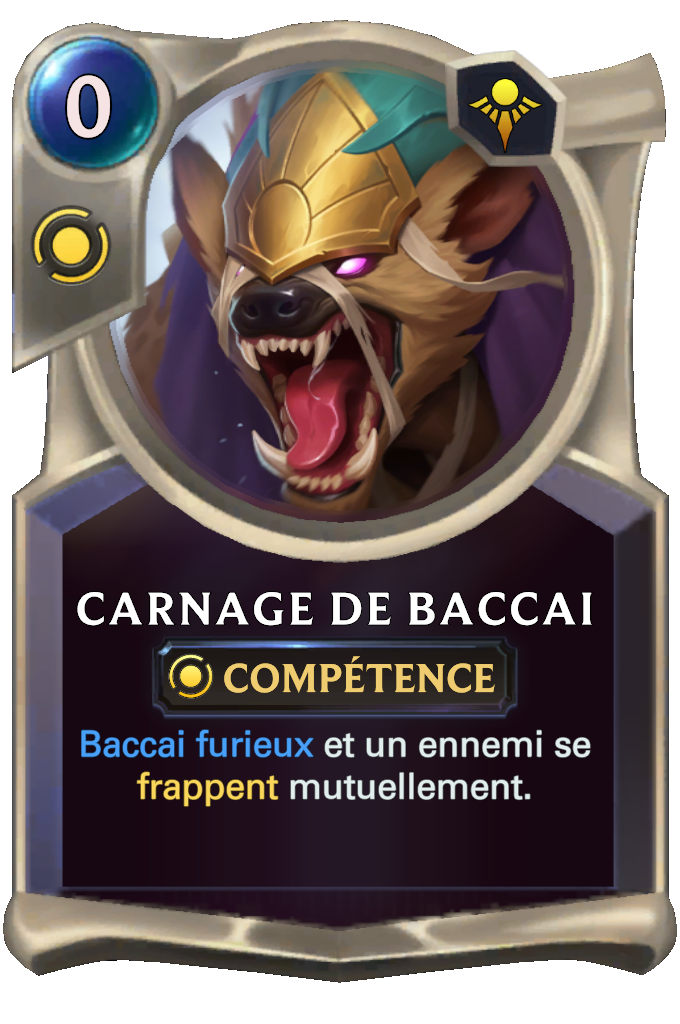 0
CARNAGE DE BACCAI
COMPÉTENCE
Baccai furieux et un ennemi se
frappent mutuellement.